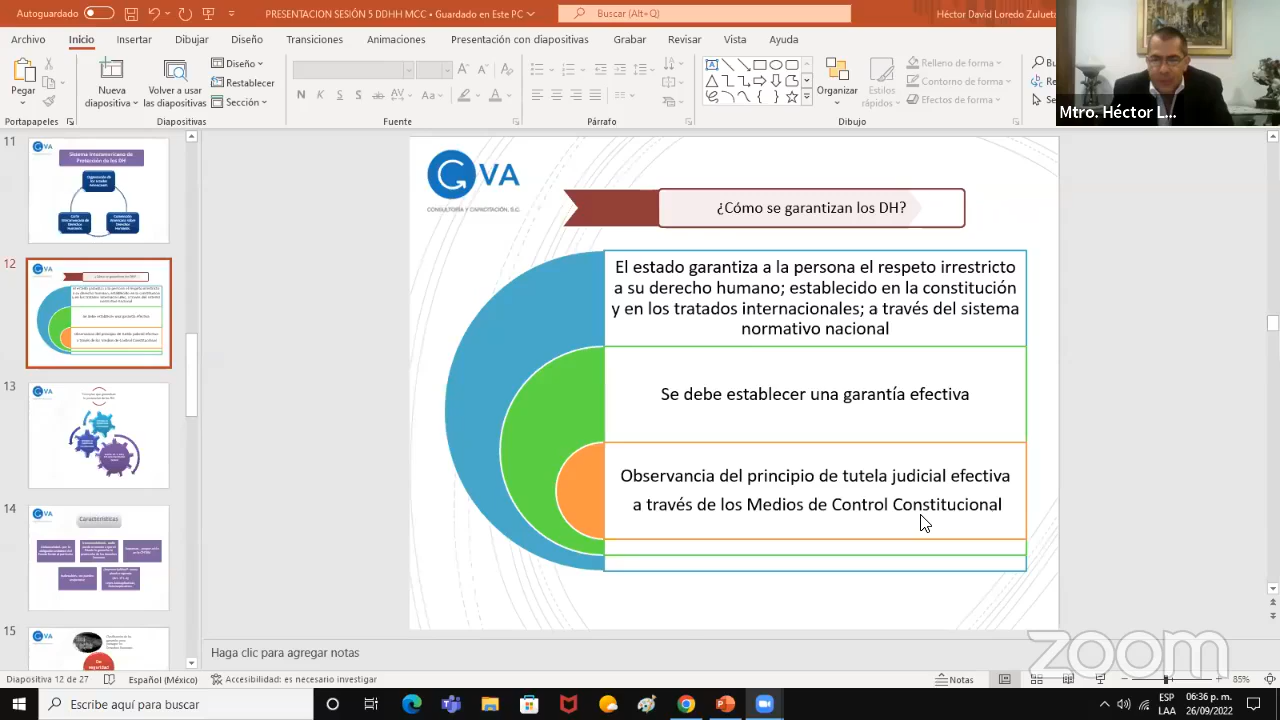 Autoguardado
PRESENTACION SESIÓN 5 DDHH MCC • Guardado en Este PC
Buscar (Alt+Q)
Héctor David Loredo Zulueta
Archivo
Inicio
Insertar
Dibujar
Diseño
Transiciones
Animaciones
Presentación con diapositivas
Grabar
Revisar
Vista
Ayuda
Pegar
Nueva
diapositiva
Volver a usar
las diapositivas
Diseño
Restablecer
Sección
Organizar
Estilos
rápidos
Relleno de forma
Contorno de forma
Efectos de forma
Portapapeles
Diapositivas
Fuente
Párrafo
Dibujo
Mtro. Héctor L...
11
12
13
14
15
Características
GVA
CONSULTORÍA Y CAPACITACIÓN, S.C.
¿Cómo se garantizan los DH?
El estado garantiza a la persona el respeto irrestricto
a su derecho humano; establecido en la constitución
y en los tratados internacionales; a través del sistema
normativo nacional
Se debe establecer una garantía efectiva
Observancia del principio de tutela judicial efectiva
a través de los Medios de Control Constitucional
Haga clic para agregar notas
zoom
Diapositiva 12 de 27
Español (México)
Accesibilidad: es necesario investigar
Notas
85%
Escribe aquí para buscar
ESP
LAA
06:36 p. m.
26/09/2022